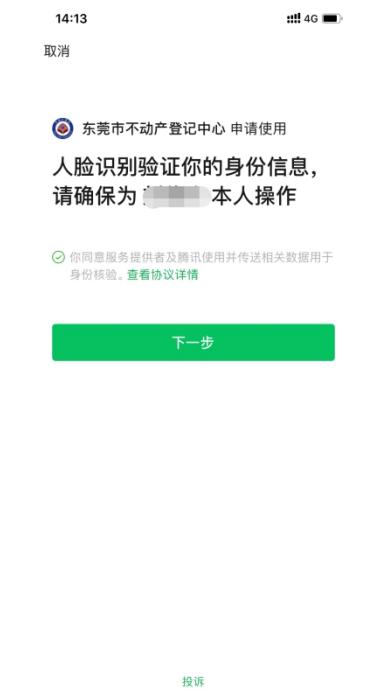 14:13 4G
取消
东莞市不动产登记中心 申请使用
人脸识别验证你的身份信息，
请确保为 本人操作
你同意服务提供者及腾讯使用并传送相关数据用于
身份核验。查看协议详情
下一步
投诉